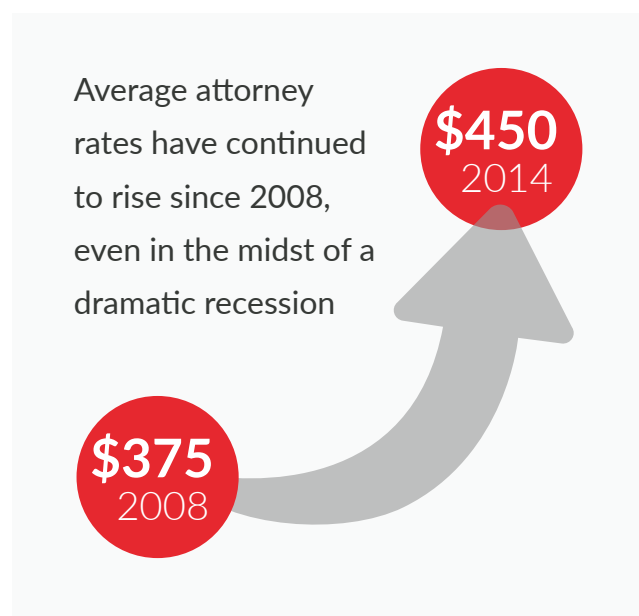 Average attorney
rates have continued
to rise since 2008,
even in the midst of a
dramatic recession
$450
2014
$375
2008